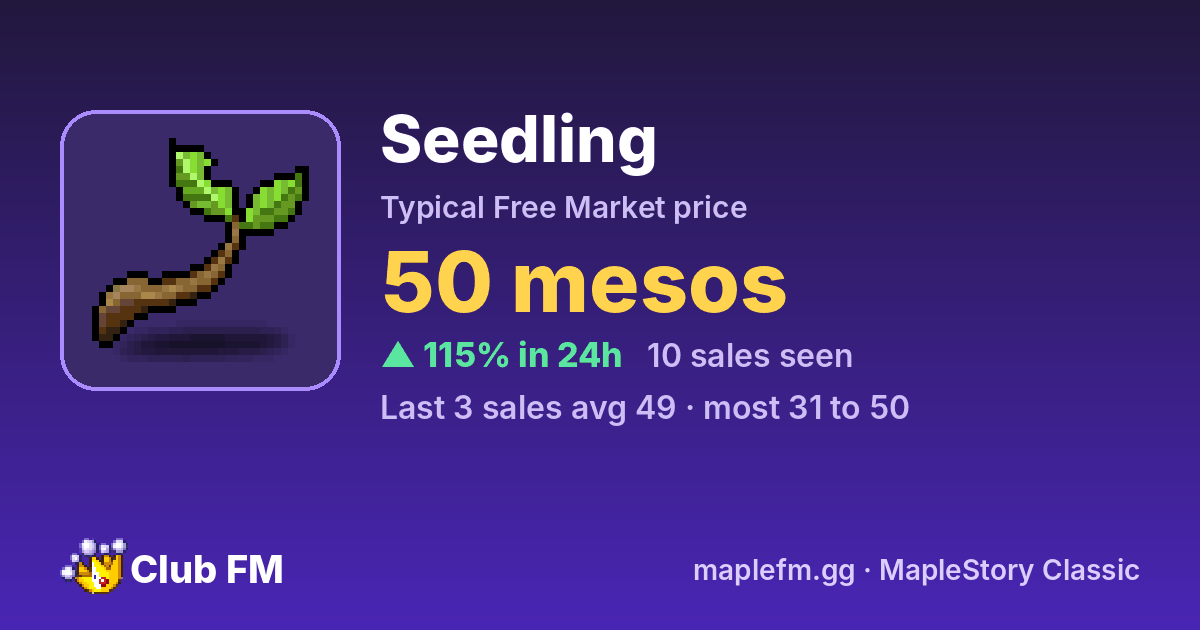 Seedling
Typical Free Market price
50 mesos
▲ 115% in 24h 10 sales seen
Last 3 sales avg 49 · most 31 to 50
Club FM
maplefm.gg · MapleStory Classic